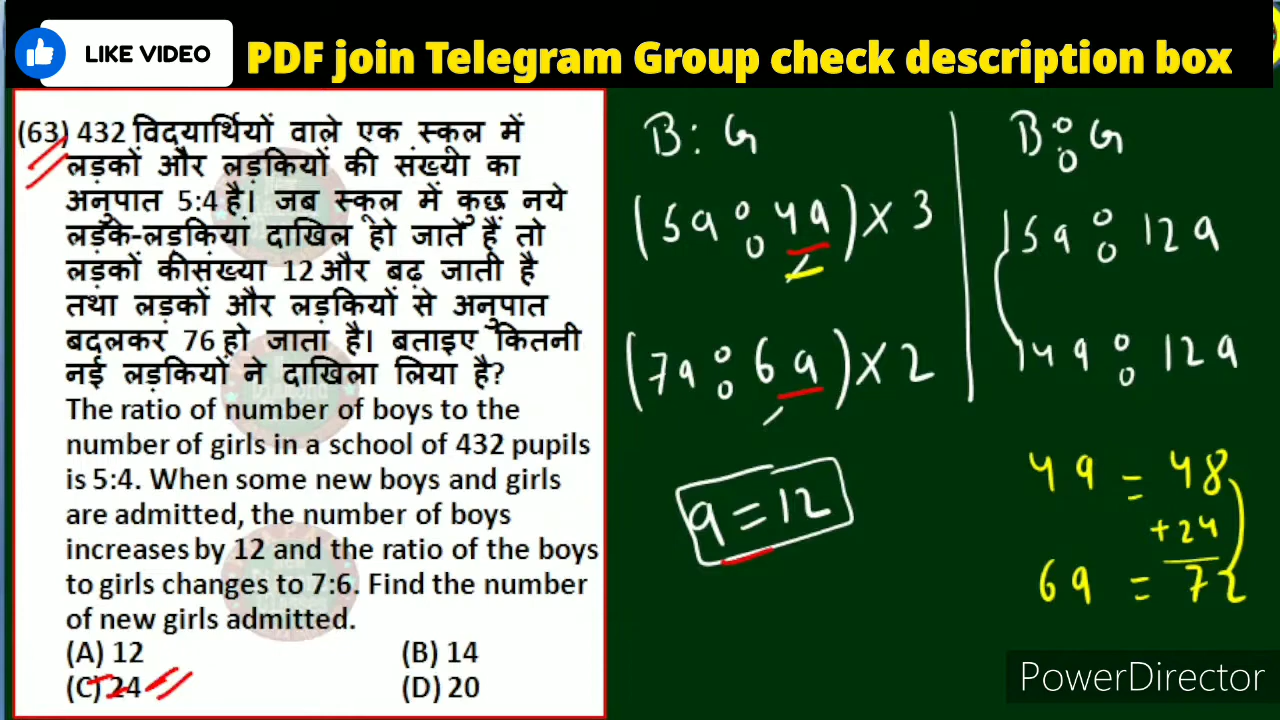 LIKE VIDEO
PDF join Telegram Group check description box
(63) 432 विद्यार्थियों वाले एक स्कूल में
लड़कों और लड़कियों की संख्या का
अनुपात 5:4 है। जब स्कूल में कुछ नये
लड़के-लड़कियां दाखिल हो जाते हैं तो
लड़कों कीसंख्या 12 और बढ़ जाती है
तथा लड़कों और लड़कियों से अनुपात
बदलकर 76 हो जाता है। बताइए कितनी
नई लड़कियों ने दाखिला लिया है?
The ratio of number of boys to the
number of girls in a school of 432 pupils
is 5:4. When some new boys and girls
are admitted, the number of boys
increases by 12 and the ratio of the boys
to girls changes to 7:6. Find the number
of new girls admitted.
(A) 12 (B) 14
(C) 24 (D) 20
B : G
(5a : 4a) × 3
(7a : 6a) × 2
a = 12
B : G
15a : 12a
14a : 12a
4a = 48
+24
6a = 72
PowerDirector